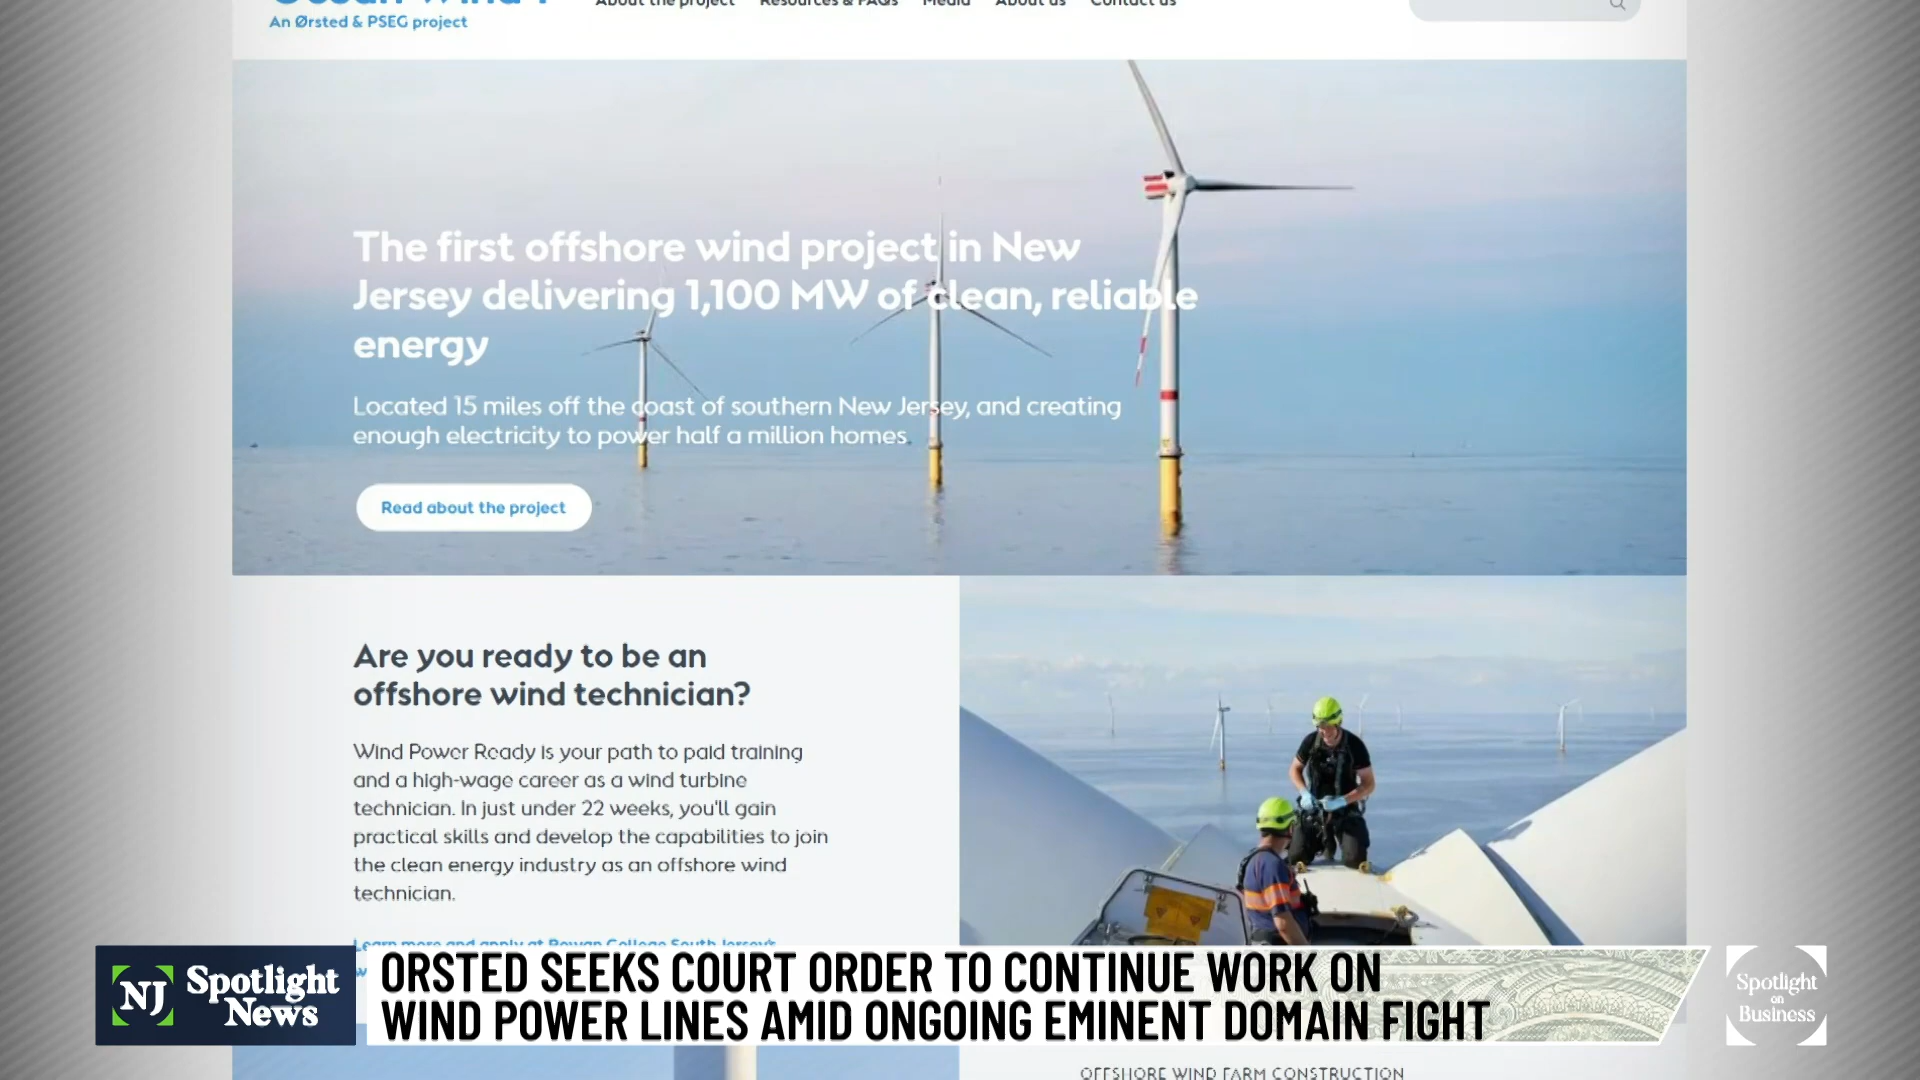 An Ørsted & PSEG project
About the project Resources & FAQs Media About us Contact us
The first offshore wind project in New
Jersey delivering 1,100 MW of clean, reliable
energy
Located 15 miles off the coast of southern New Jersey, and creating
enough electricity to power half a million homes.
Read about the project
Are you ready to be an
offshore wind technician?
Wind Power Ready is your path to paid training
and a high-wage career as a wind turbine
technician. In just under 22 weeks, you'll gain
practical skills and develop the capabilities to join
the clean energy industry as an offshore wind
technician.
Learn more and apply at Rowan College South Jersey's
NJ Spotlight
News
ORSTED SEEKS COURT ORDER TO CONTINUE WORK ON
WIND POWER LINES AMID ONGOING EMINENT DOMAIN FIGHT
Spotlight
on
Business
OFFSHORE WIND FARM CONSTRUCTION